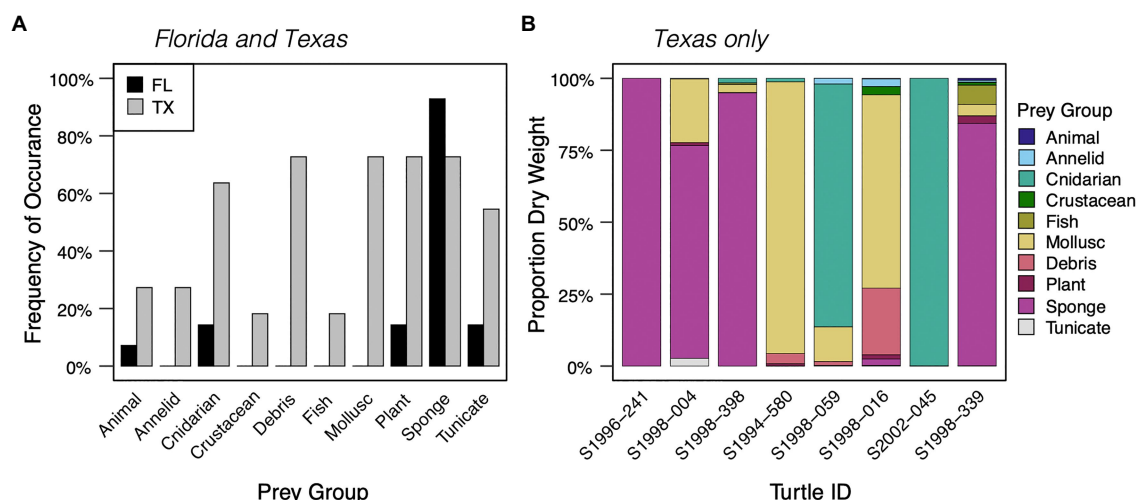 A
Florida and Texas
FL
TX
100%
80%
60%
40%
20%
0%
Frequency of Occurance
Animal
Annelid
Cnidarian
Crustacean
Debris
Fish
Mollusc
Plant
Sponge
Tunicate
Prey Group
B
Texas only
100%
75%
50%
25%
0%
Proportion Dry Weight
S1996–241
S1998–004
S1998–398
S1994–580
S1998–059
S1998–016
S2002–045
S1998–339
Turtle ID
Prey Group
Animal
Annelid
Cnidarian
Crustacean
Fish
Mollusc
Debris
Plant
Sponge
Tunicate